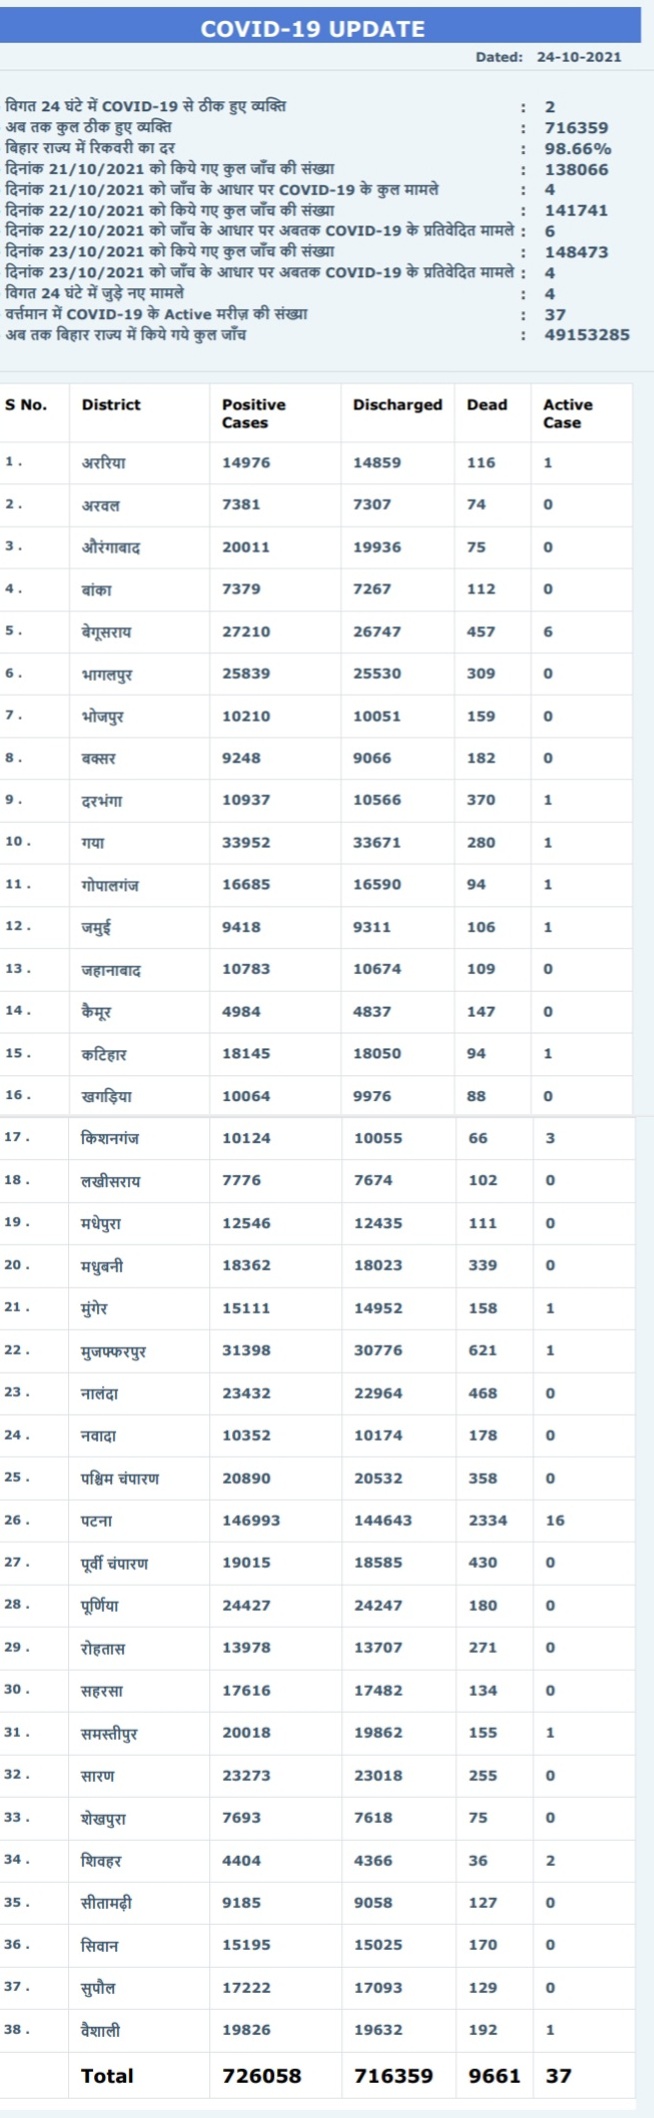 COVID-19 UPDATE
Dated: 24-10-2021
विगत 24 घंटे में COVID-19 से ठीक हुए व्यक्ति : 2
अब तक कुल ठीक हुए व्यक्ति : 716359
बिहार राज्य में रिकवरी का दर : 98.66%
दिनांक 21/10/2021 को किये गए कुल जाँच की संख्या : 138066
दिनांक 21/10/2021 को जाँच के आधार पर COVID-19 के कुल मामले : 4
दिनांक 22/10/2021 को किये गए कुल जाँच की संख्या : 141741
दिनांक 22/10/2021 को जाँच के आधार पर अबतक COVID-19 के प्रतिवेदित मामले : 6
दिनांक 23/10/2021 को किये गए कुल जाँच की संख्या : 148473
दिनांक 23/10/2021 को जाँच के आधार पर अबतक COVID-19 के प्रतिवेदित मामले : 4
विगत 24 घंटे में जुड़े नए मामले : 4
वर्त्तमान में COVID-19 के Active मरीज़ की संख्या : 37
अब तक बिहार राज्य में किये गये कुल जाँच : 49153285
S No. District Positive Cases Discharged Dead Active Case
1 . अररिया 14976 14859 116 1
2 . अरवल 7381 7307 74 0
3 . औरंगाबाद 20011 19936 75 0
4 . बांका 7379 7267 112 0
5 . बेगूसराय 27210 26747 457 6
6 . भागलपुर 25839 25530 309 0
7 . भोजपुर 10210 10051 159 0
8 . बक्सर 9248 9066 182 0
9 . दरभंगा 10937 10566 370 1
10 . गया 33952 33671 280 1
11 . गोपालगंज 16685 16590 94 1
12 . जमुई 9418 9311 106 1
13 . जहानाबाद 10783 10674 109 0
14 . कैमूर 4984 4837 147 0
15 . कटिहार 18145 18050 94 1
16 . खगड़िया 10064 9976 88 0
17 . किशनगंज 10124 10055 66 3
18 . लखीसराय 7776 7674 102 0
19 . मधेपुरा 12546 12435 111 0
20 . मधुबनी 18362 18023 339 0
21 . मुंगेर 15111 14952 158 1
22 . मुजफ्फरपुर 31398 30776 621 1
23 . नालंदा 23432 22964 468 0
24 . नवादा 10352 10174 178 0
25 . पश्चिम चंपारण 20890 20532 358 0
26 . पटना 146993 144643 2334 16
27 . पूर्वी चंपारण 19015 18585 430 0
28 . पूर्णिया 24427 24247 180 0
29 . रोहतास 13978 13707 271 0
30 . सहरसा 17616 17482 134 0
31 . समस्तीपुर 20018 19862 155 1
32 . सारण 23273 23018 255 0
33 . शेखपुरा 7693 7618 75 0
34 . शिवहर 4404 4366 36 2
35 . सीतामढ़ी 9185 9058 127 0
36 . सिवान 15195 15025 170 0
37 . सुपौल 17222 17093 129 0
38 . वैशाली 19826 19632 192 1
Total 726058 716359 9661 37